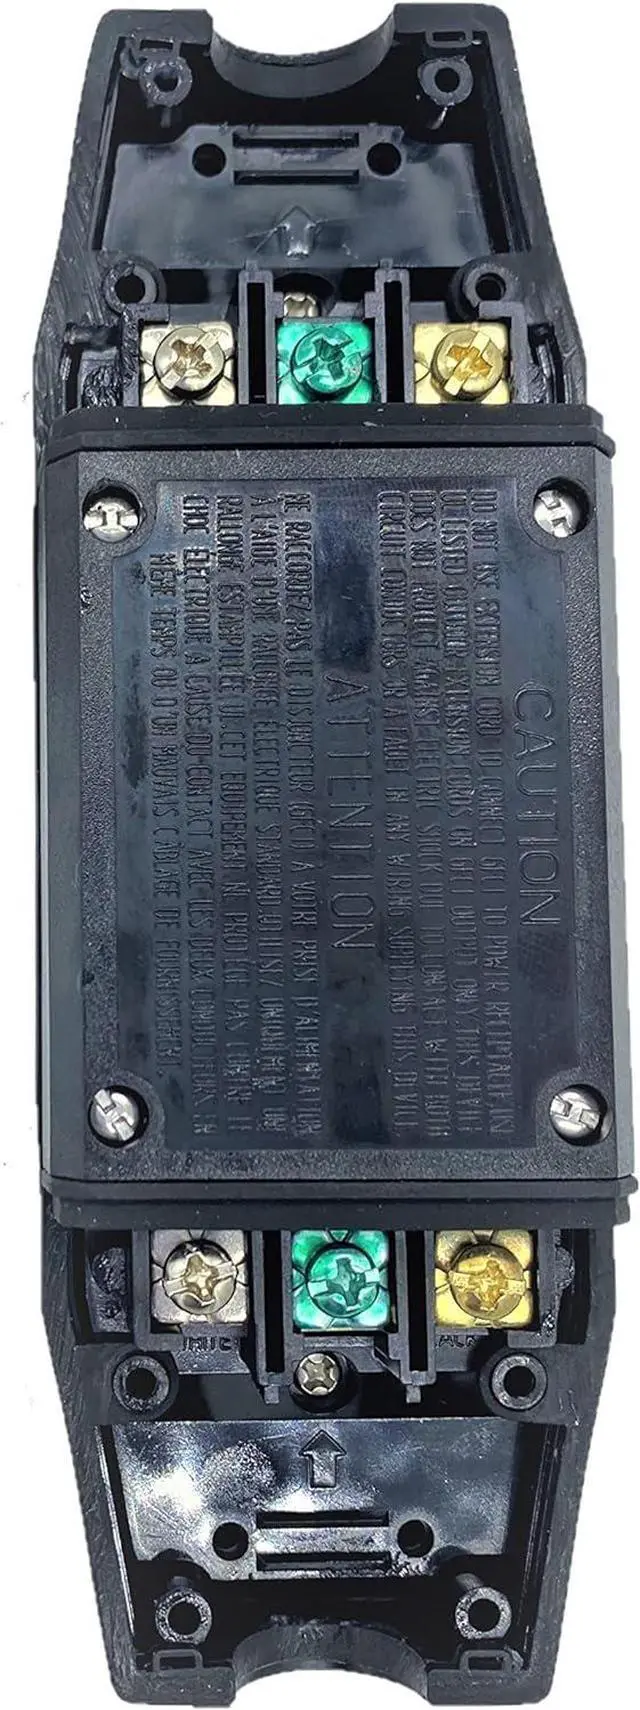 CAUTION
DO NOT USE EXTENSION CORD TO CONNECT GFCI TO POWER RECEPTACLE. USE
UL LISTED OUTDOOR EXTENSION CORDS ON GFCI OUTPUT ONLY. THIS DEVICE
DOES NOT PROTECT AGAINST ELECTRIC SHOCK DUE TO CONTACT WITH BOTH
CIRCUIT CONDUCTORS OR A FAULT IN ANY WIRING SUPPLYING THIS DEVICE
ATTENTION
NE RACCORDEZ PAS LE DISJONCTEUR (GFCI) A VOTRE PRISE D'ALIMENTATION
À L'AIDE D'UNE RALLONGE ÉLECTRIQUE STANDARD. UTILISEZ UNIQUEMENT UNE
RALLONGE ESTAMPILLÉE UL. CET EQUIPEMENT NE PROTEGE PAS CONTRE LE
CHOC ELECTRIQUE A CAUSE DU CONTACT AVEC LES DEUX CONDUCTEURS EN
MEME TEMPS OU D'UN MAUVAIS CABLAGE DE FOURNISSEMENT.
WHITE